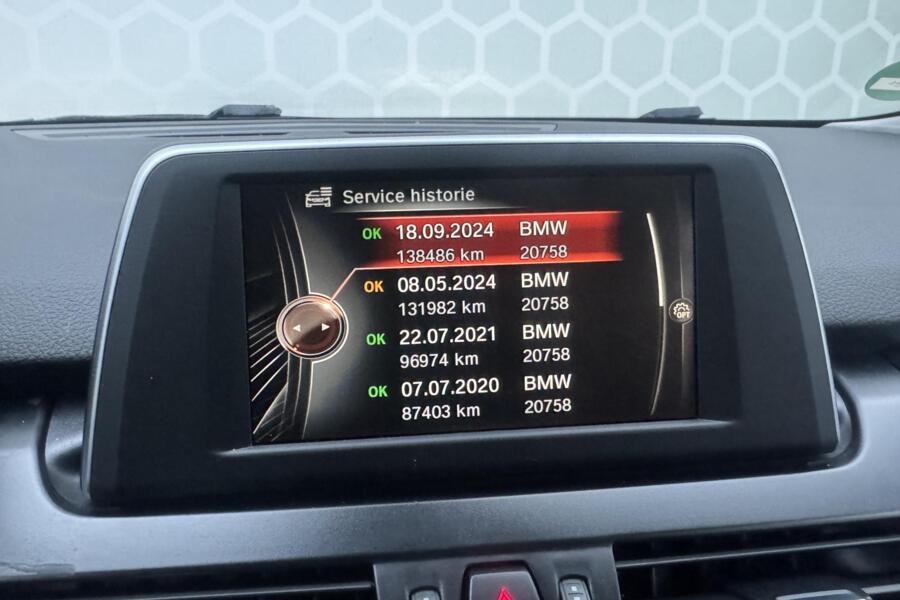 Service historie
OK 18.09.2024 BMW
138486 km 20758
OK 08.05.2024 BMW
131982 km 20758
OK 22.07.2021 BMW
96974 km 20758
OK 07.07.2020 BMW
87403 km 20758
OPT